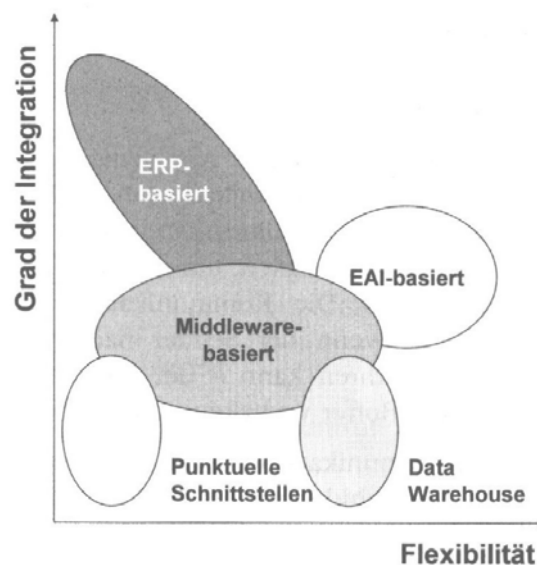 Grad der Integration
ERP-
basiert
EAI-basiert
Middleware-
basiert
Punktuelle
Schnittstellen
Data
Warehouse
Flexibilität